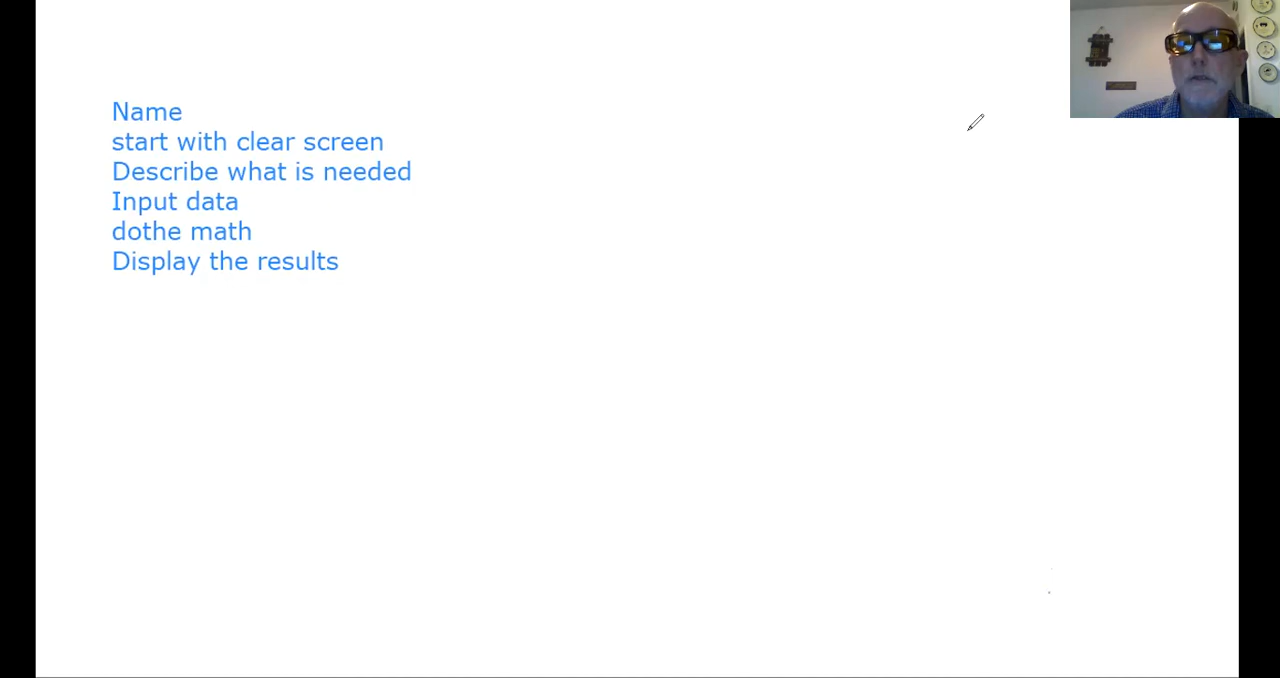 Name
start with clear screen
Describe what is needed
Input data
dothe math
Display the results